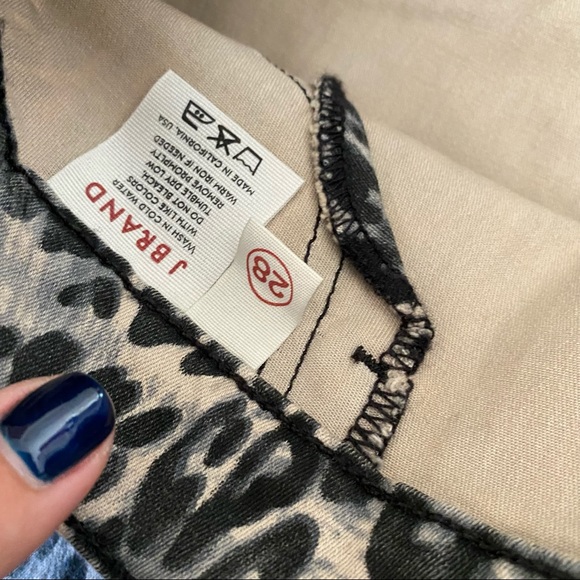 J BRAND
WASH IN COLD WATER
WITH LIKE COLORS
DO NOT BLEACH.
TUMBLE DRY LOW
REMOVE PROMPTLY
WARM IRON IF NEEDED
MADE IN CALIFORNIA, USA
28